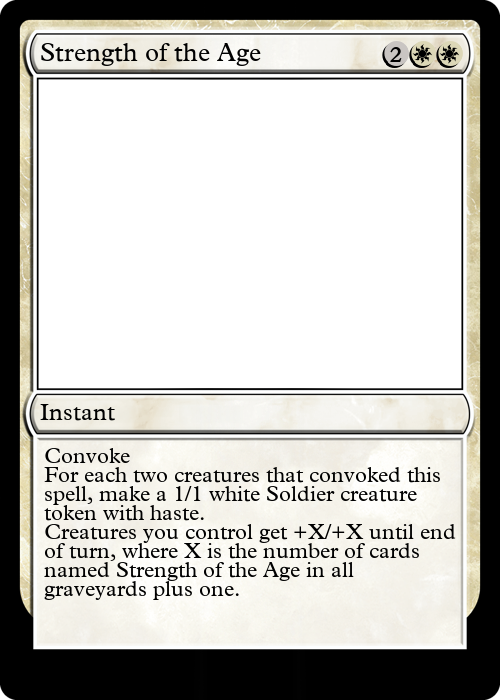 Strength of the Age 2
Instant
Convoke
For each two creatures that convoked this
spell, make a 1/1 white Soldier creature
token with haste.
Creatures you control get +X/+X until end
of turn, where X is the number of cards
named Strength of the Age in all
graveyards plus one.